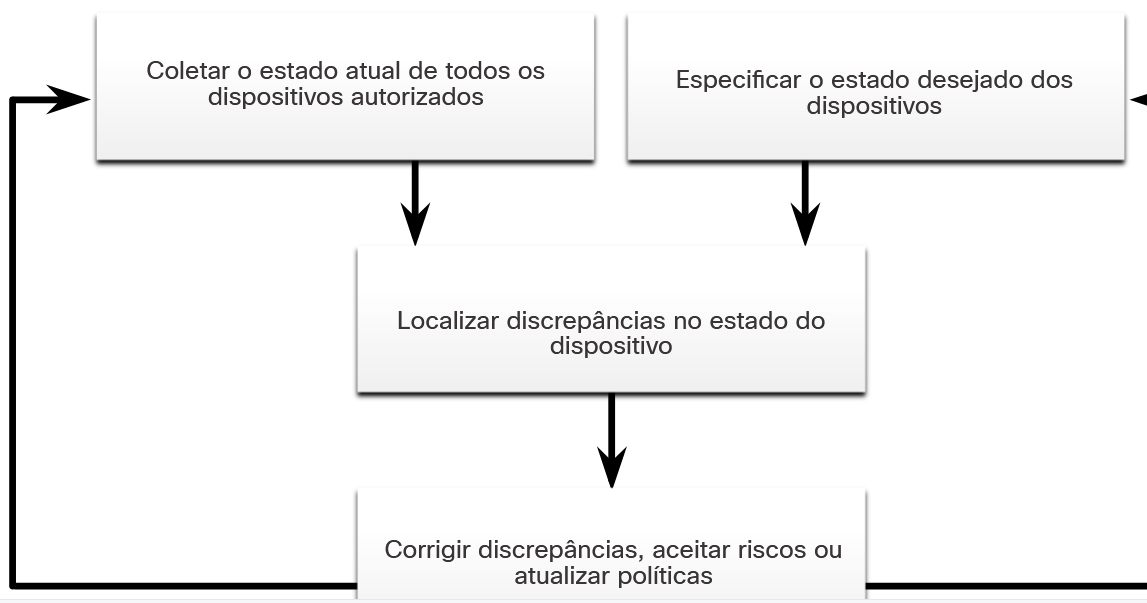 Coletar o estado atual de todos os
dispositivos autorizados
Especificar o estado desejado dos
dispositivos
Localizar discrepâncias no estado do
dispositivo
Corrigir discrepâncias, aceitar riscos ou
atualizar políticas